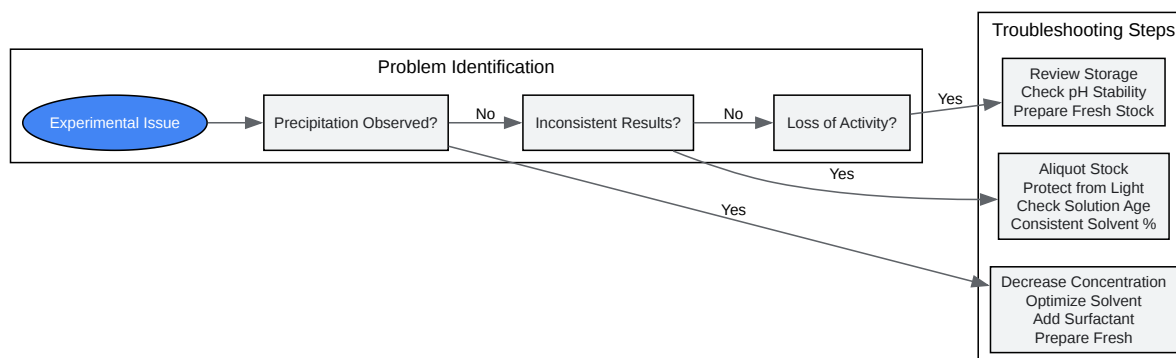 Troubleshooting Steps
Problem Identification
Experimental Issue
Precipitation Observed?
No
Inconsistent Results?
No
Loss of Activity?
Yes
Review Storage
Check pH Stability
Prepare Fresh Stock
Yes
Aliquot Stock
Protect from Light
Check Solution Age
Consistent Solvent %
Yes
Decrease Concentration
Optimize Solvent
Add Surfactant
Prepare Fresh